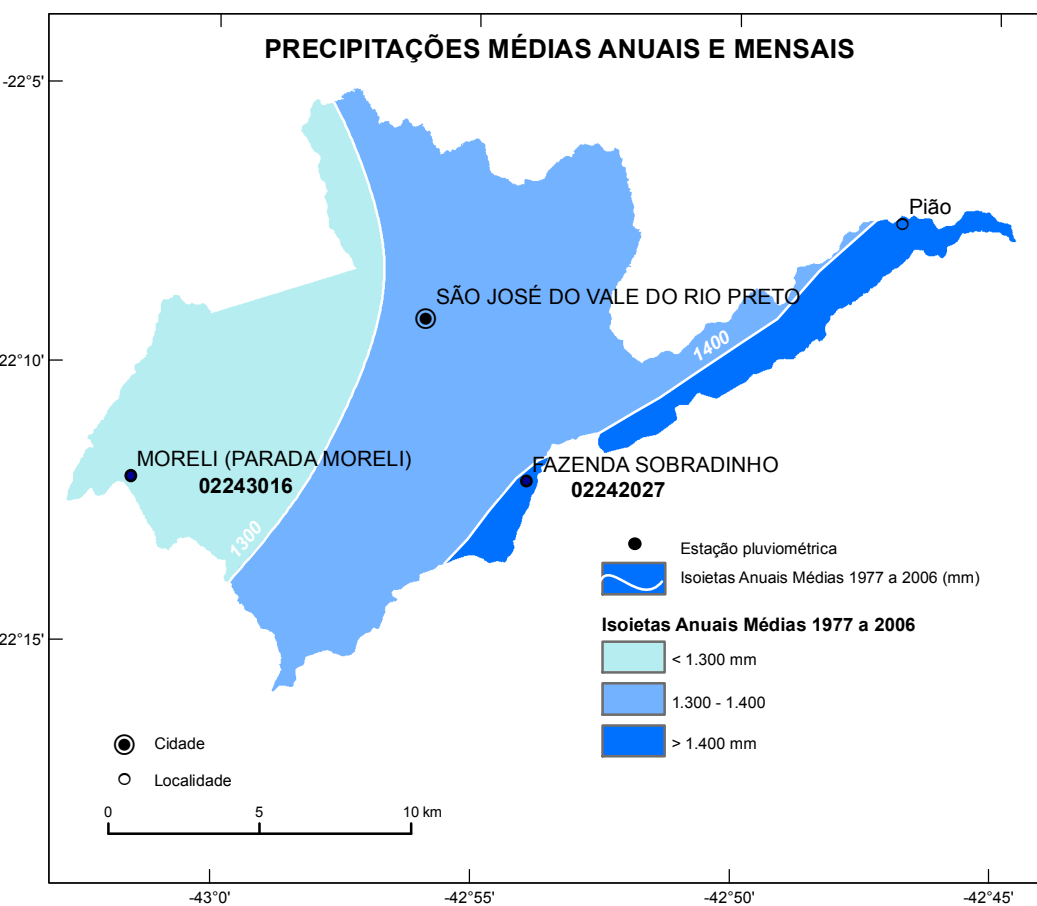 PRECIPITAÇÕES MÉDIAS ANUAIS E MENSAIS
-22°5'
Pião
SÃO JOSÉ DO VALE DO RIO PRETO
1400
22°10'
MORELI (PARADA MORELI)
02243016
FAZENDA SOBRADINHO
02242027
1300
Estação pluviométrica
Isoietas Anuais Médias 1977 a 2006 (mm)
22°15'
Isoietas Anuais Médias 1977 a 2006
< 1.300 mm
1.300 - 1.400
> 1.400 mm
Cidade
Localidade
0 5 10 km
-43°0' -42°55' -42°50' -42°45'